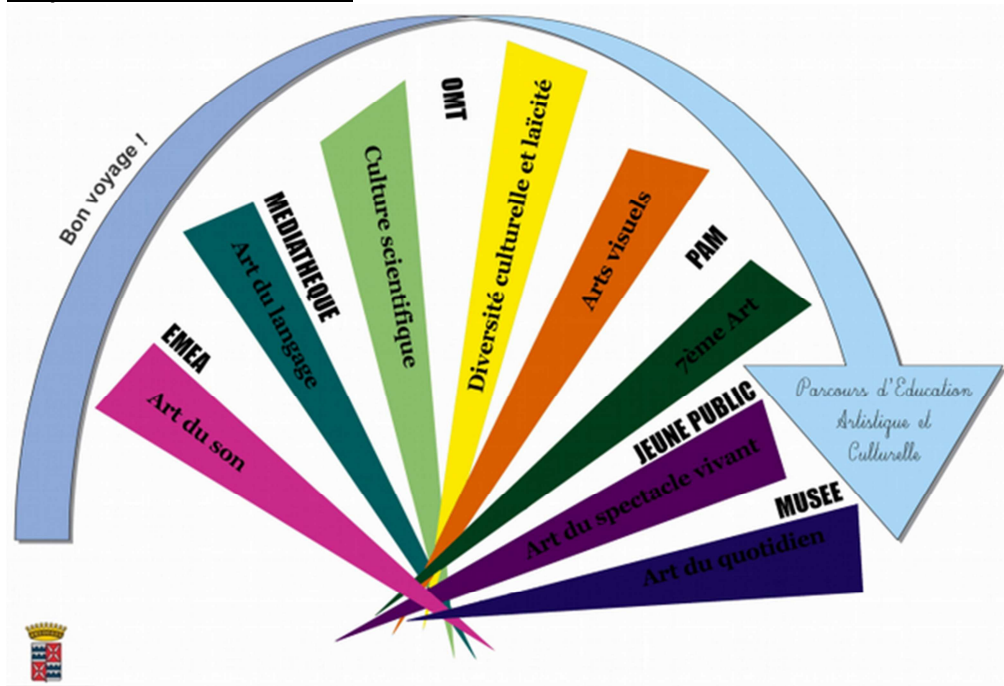 Bon voyage !
EMEA
Art du son
MEDIATHEQUE
Art du langage
Culture scientifique
OMT
Diversité culturelle et laïcité
Arts visuels
PAM
7ème Art
JEUNE PUBLIC
Art du spectacle vivant
MUSEE
Art du quotidien
Parcours d'Education
Artistique et
Culturelle